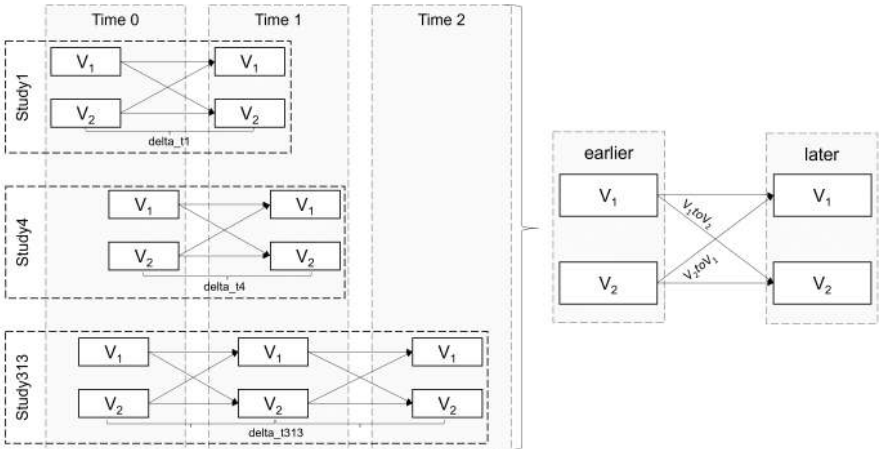 Time 0
Time 1
Time 2
Study1
V1
V1
V2
V2
delta_t1
Study4
V1
V1
V2
V2
delta_t4
Study313
V1
V1
V1
V2
V2
V2
delta_t313
earlier
later
V1
V1
V1toV2
V2toV1
V2
V2